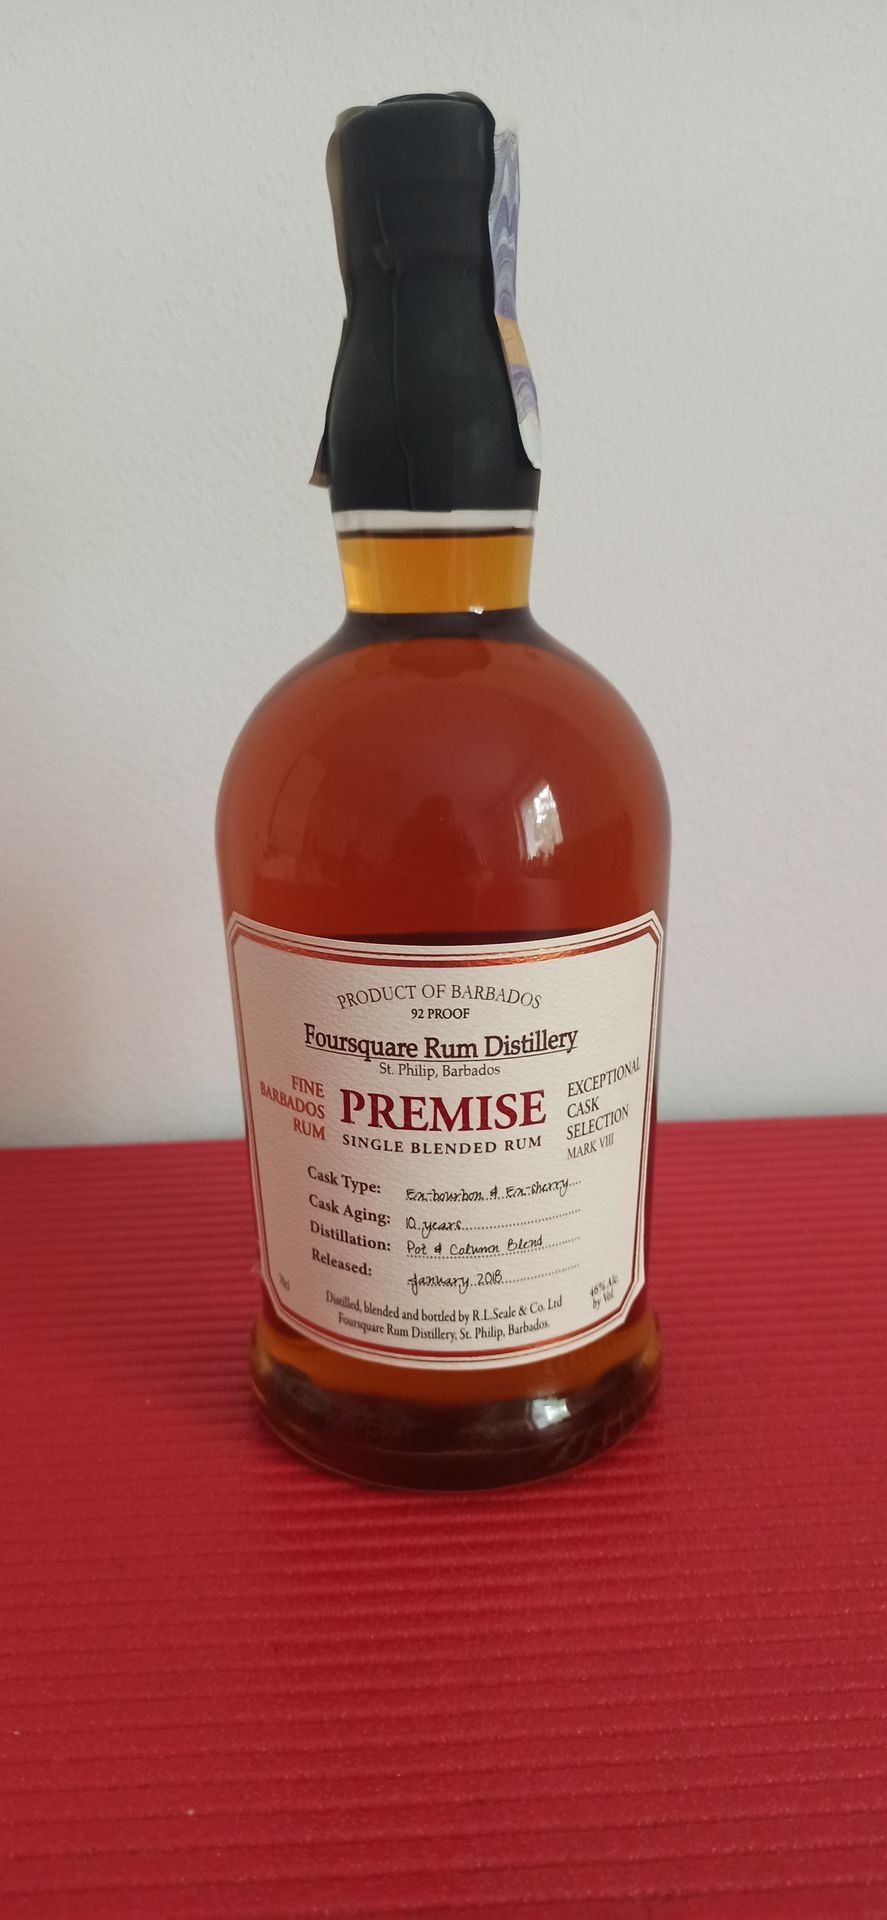 PRODUCT OF BARBADOS
92 PROOF
Foursquare Rum Distillery
St. Philip, Barbados
FINE
BARBADOS
RUM
PREMISE
SINGLE BLENDED RUM
EXCEPTIONAL
CASK
SELECTION
MARK VIII
Cask Type: Ex-bourbon & Ex-sherry
Cask Aging: 10 years
Distillation: Pot & Column Blend
Released: January 2018
70cl
Distilled, blended and bottled by R.L.Seale & Co. Ltd
Foursquare Rum Distillery, St. Philip, Barbados.
46% Alc.
by Vol